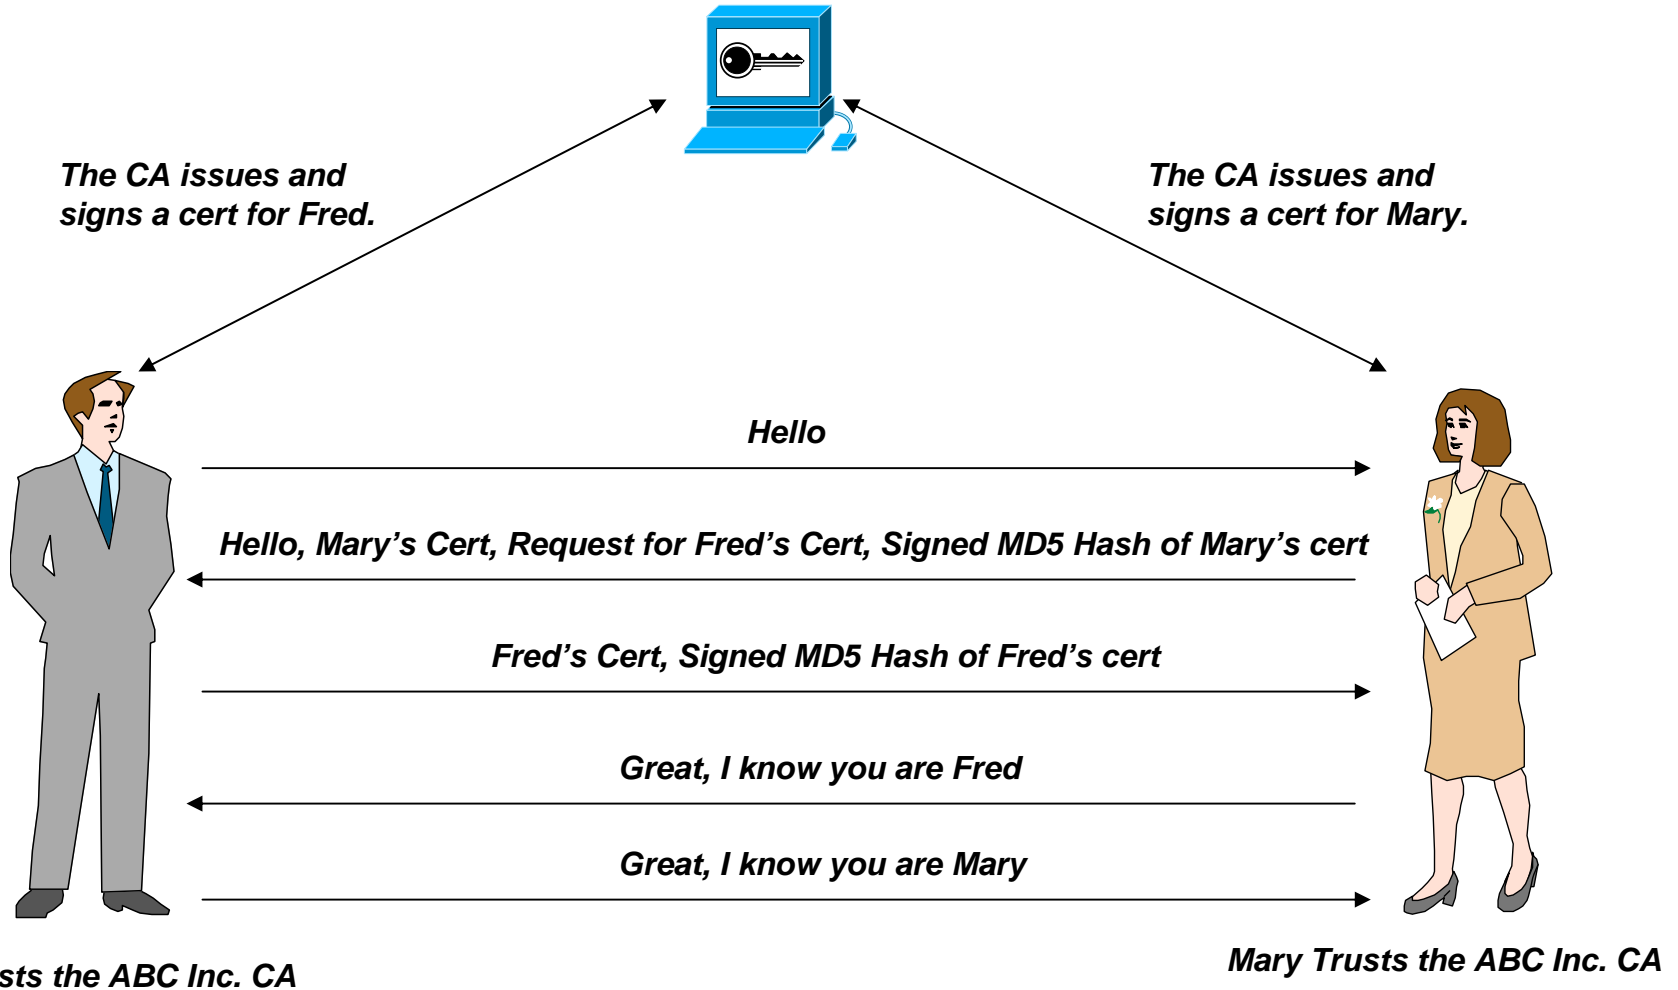 The CA issues and
signs a cert for Fred.
The CA issues and
signs a cert for Mary.
Hello
Hello, Mary’s Cert, Request for Fred’s Cert, Signed MD5 Hash of Mary’s cert
Fred’s Cert, Signed MD5 Hash of Fred’s cert
Great, I know you are Fred
Great, I know you are Mary
Mary Trusts the ABC Inc. CA
the ABC Inc. CA